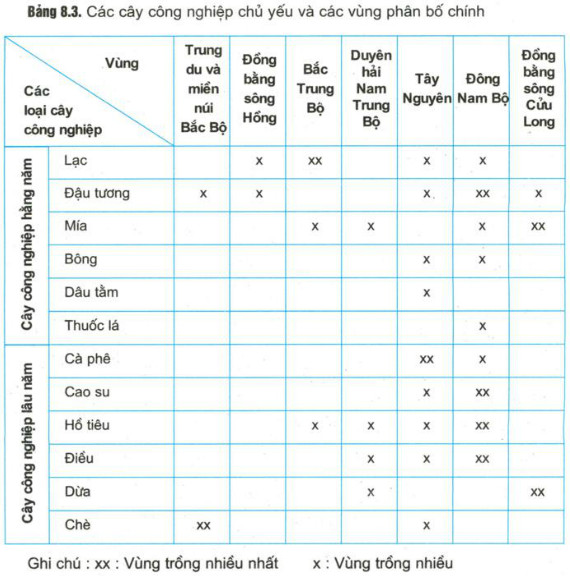 Bảng 8.3. Các cây công nghiệp chủ yếu và các vùng phân bố chính
Vùng
Các
loại cây
công nghiệp
Trung
du và
miền
núi
Bắc Bộ
Đồng
bằng
sông
Hồng
Bắc
Trung
Bộ
Duyên
hải
Nam
Trung
Bộ
Tây
Nguyên
Đông
Nam Bộ
Đồng
bằng
sông
Cửu
Long
Cây công nghiệp hằng năm
Lạc x xx x x
Đậu tương x x x xx x
Mía x x x xx
Bông x x
Dâu tằm x
Thuốc lá x
Cây công nghiệp lâu năm
Cà phê xx x
Cao su x xx
Hồ tiêu x x x xx
Điều x x xx
Dừa x xx
Chè xx x
Ghi chú : xx : Vùng trồng nhiều nhất x : Vùng trồng nhiều